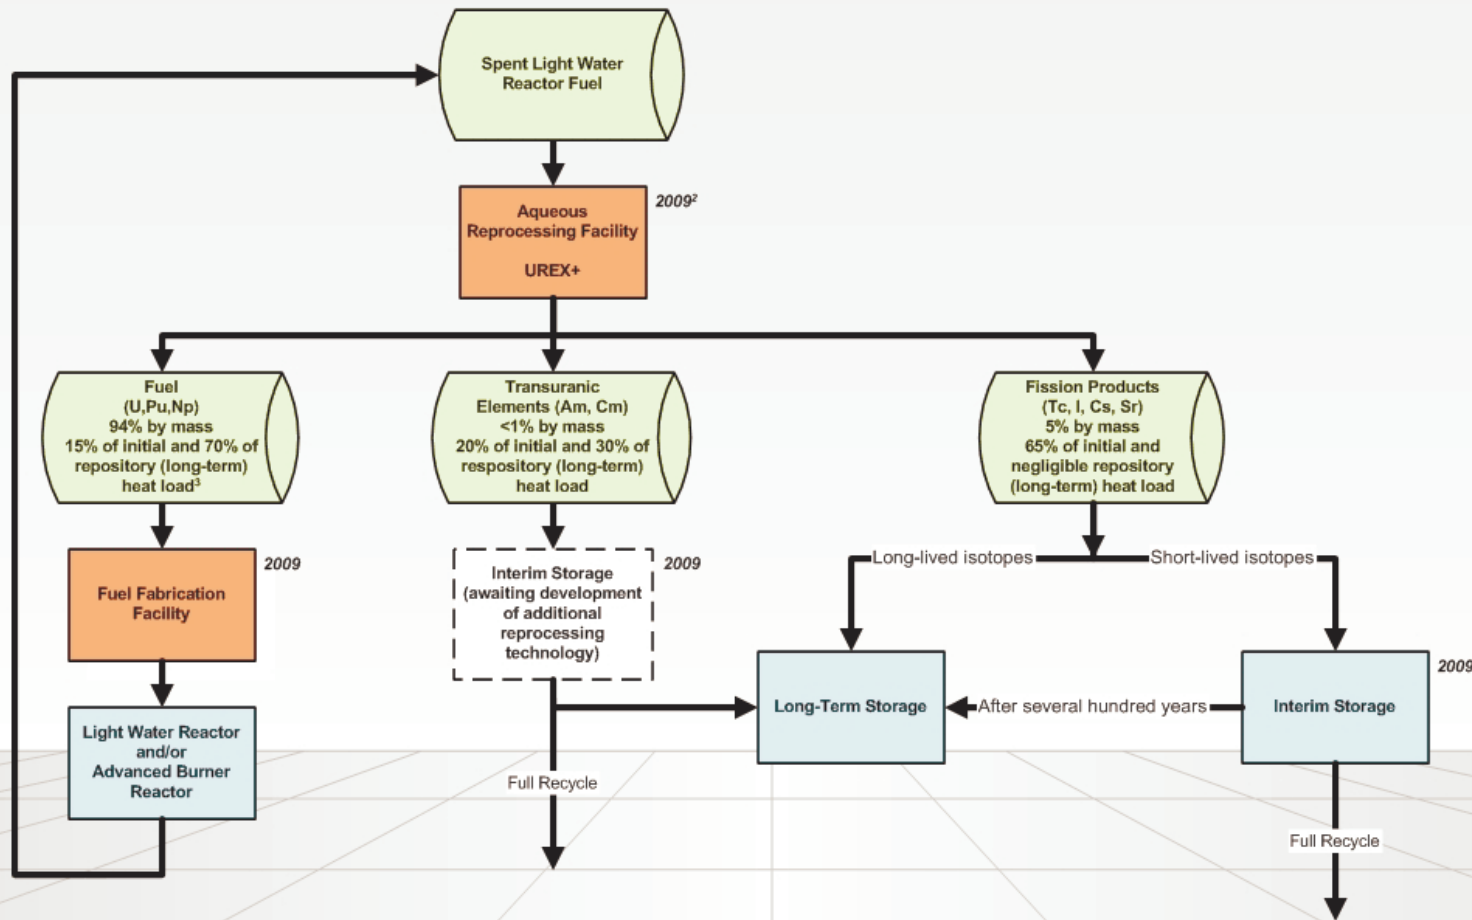 Spent Light Water
Reactor Fuel
Aqueous
Reprocessing Facility
UREX+
2009²
Fuel
(U,Pu,Np)
94% by mass
15% of initial and 70% of
repository (long-term)
heat load³
Transuranic
Elements (Am, Cm)
<1% by mass
20% of initial and 30% of
respository (long-term)
heat load
Fission Products
(Tc, I, Cs, Sr)
5% by mass
65% of initial and
negligible repository
(long-term) heat load
Fuel Fabrication
Facility
2009
Interim Storage
(awaiting development
of additional
reprocessing
technology)
2009
Long-lived isotopes
Short-lived isotopes
Light Water Reactor
and/or
Advanced Burner
Reactor
Long-Term Storage
After several hundred years
Interim Storage
2009
Full Recycle
Full Recycle